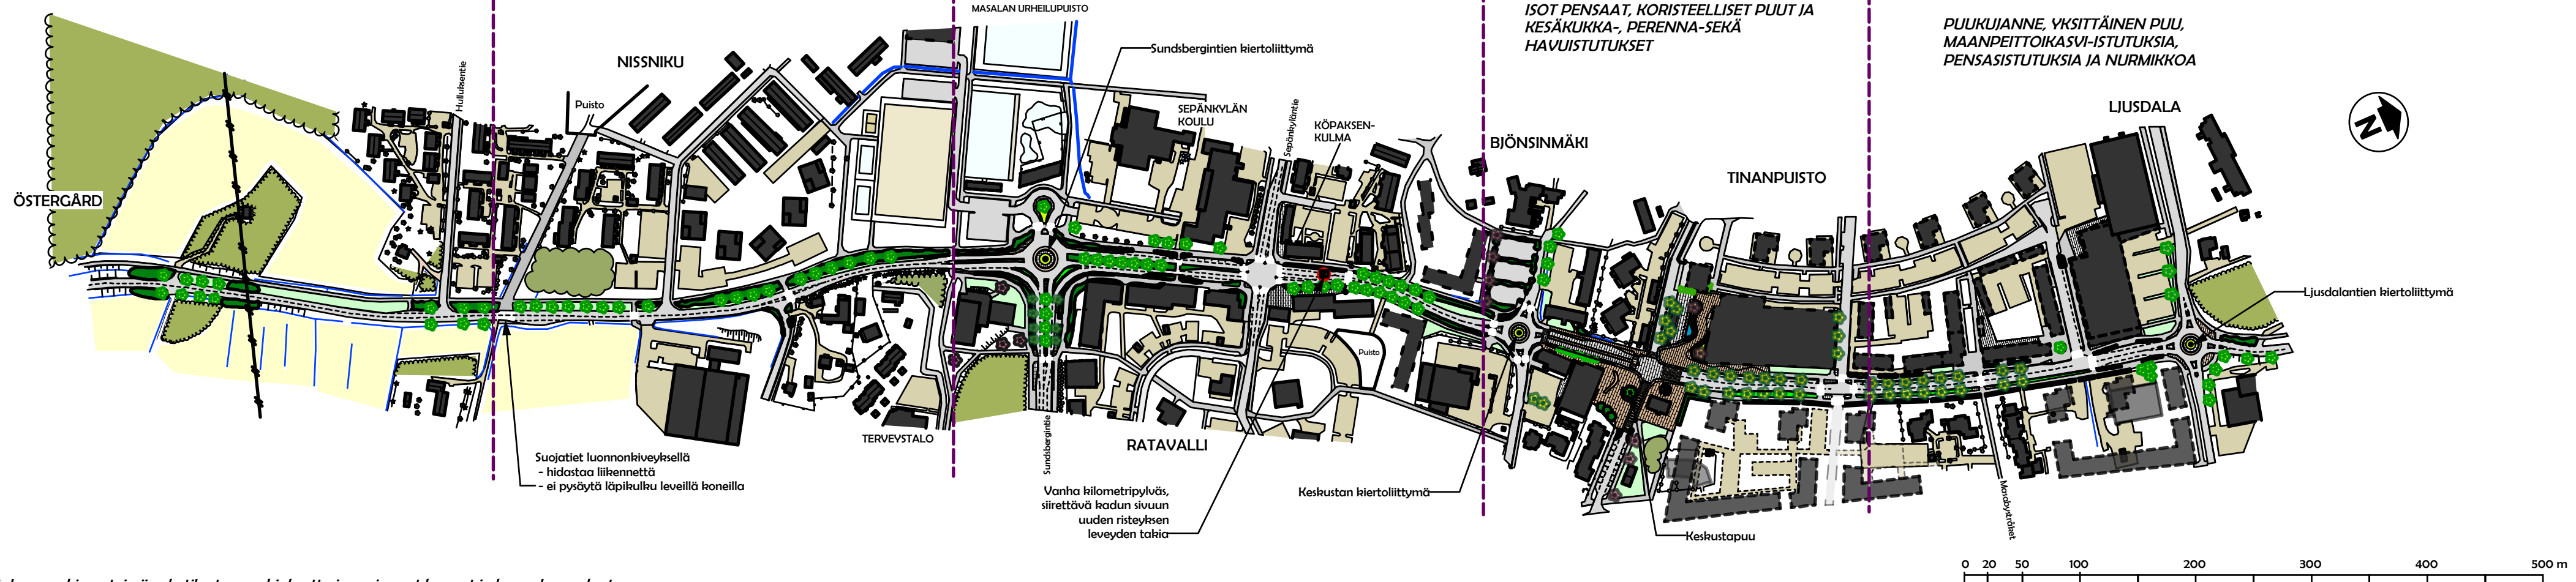 MASALAN URHEILUPUISTO
ISOT PENSAAT, KORISTEELLISET PUUT JA
KESÄKUKKA-, PERENNA-SEKÄ
HAVUISTUTUKSET
PUUKUJANNE, YKSITTÄINEN PUU,
MAANPEITTOIKASVI-ISTUTUKSIA,
PENSASISTUTUKSIA JA NURMIKKOA
Sundsbergintien kiertoliittymä
NISSNIKU
Hulluksentie
Puisto
SEPÄNKYLÄN
KOULU
Sepänkyläntie
KÖPAKSEN-
KULMA
BJÖNSINMÄKI
TINANPUISTO
LJUSDALA
N
ÖSTERGÅRD
Ljusdalantien kiertoliittymä
Puisto
TERVEYSTALO
Sundsbergintie
RATAVALLI
Suojatiet luonnonkiveyksellä
- hidastaa liikennettä
- ei pysäytä läpikulku leveillä koneilla
Vanha kilometripylväs,
siirettävä kadun sivuun
uuden risteyksen
leveyden takia
Keskustan kiertoliittymä
Keskustapuu
Masabystråket
0 20 50 100 200 300 400 500 m